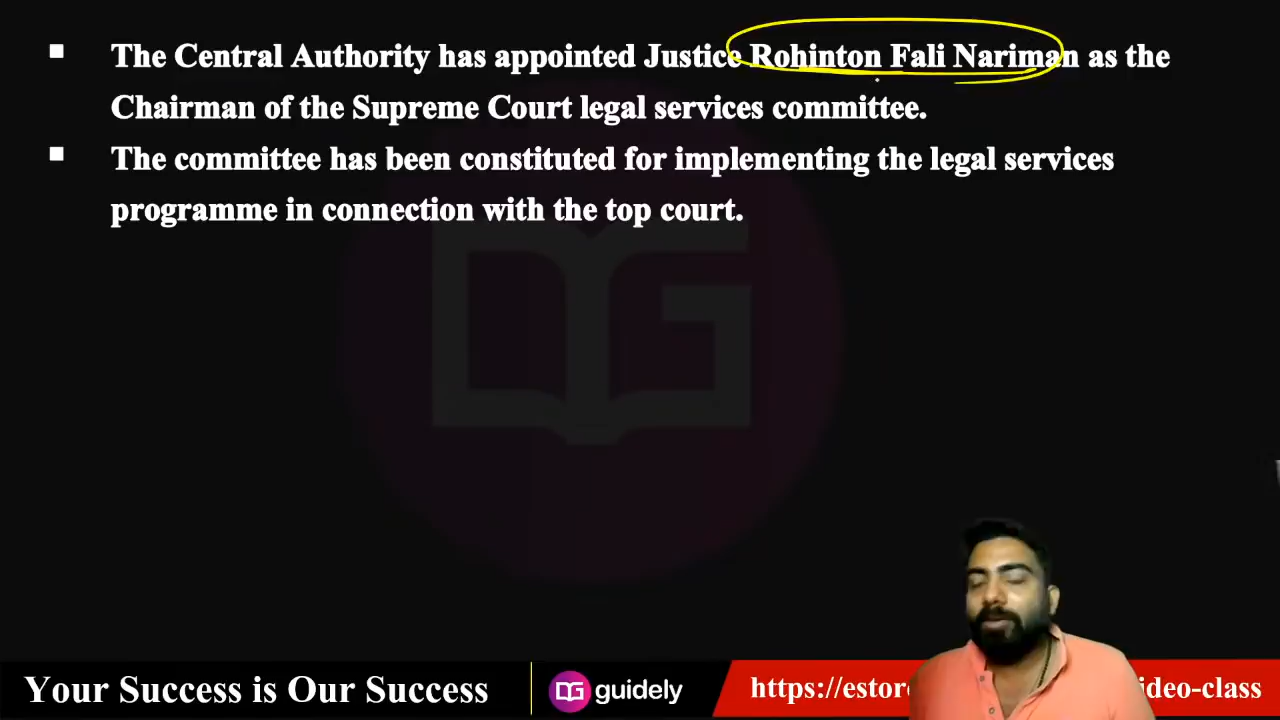 The Central Authority has appointed Justice Rohinton Fali Nariman as the
Chairman of the Supreme Court legal services committee.
The committee has been constituted for implementing the legal services
programme in connection with the top court.
Your Success is Our Success
guidely
https://estor ideo-class